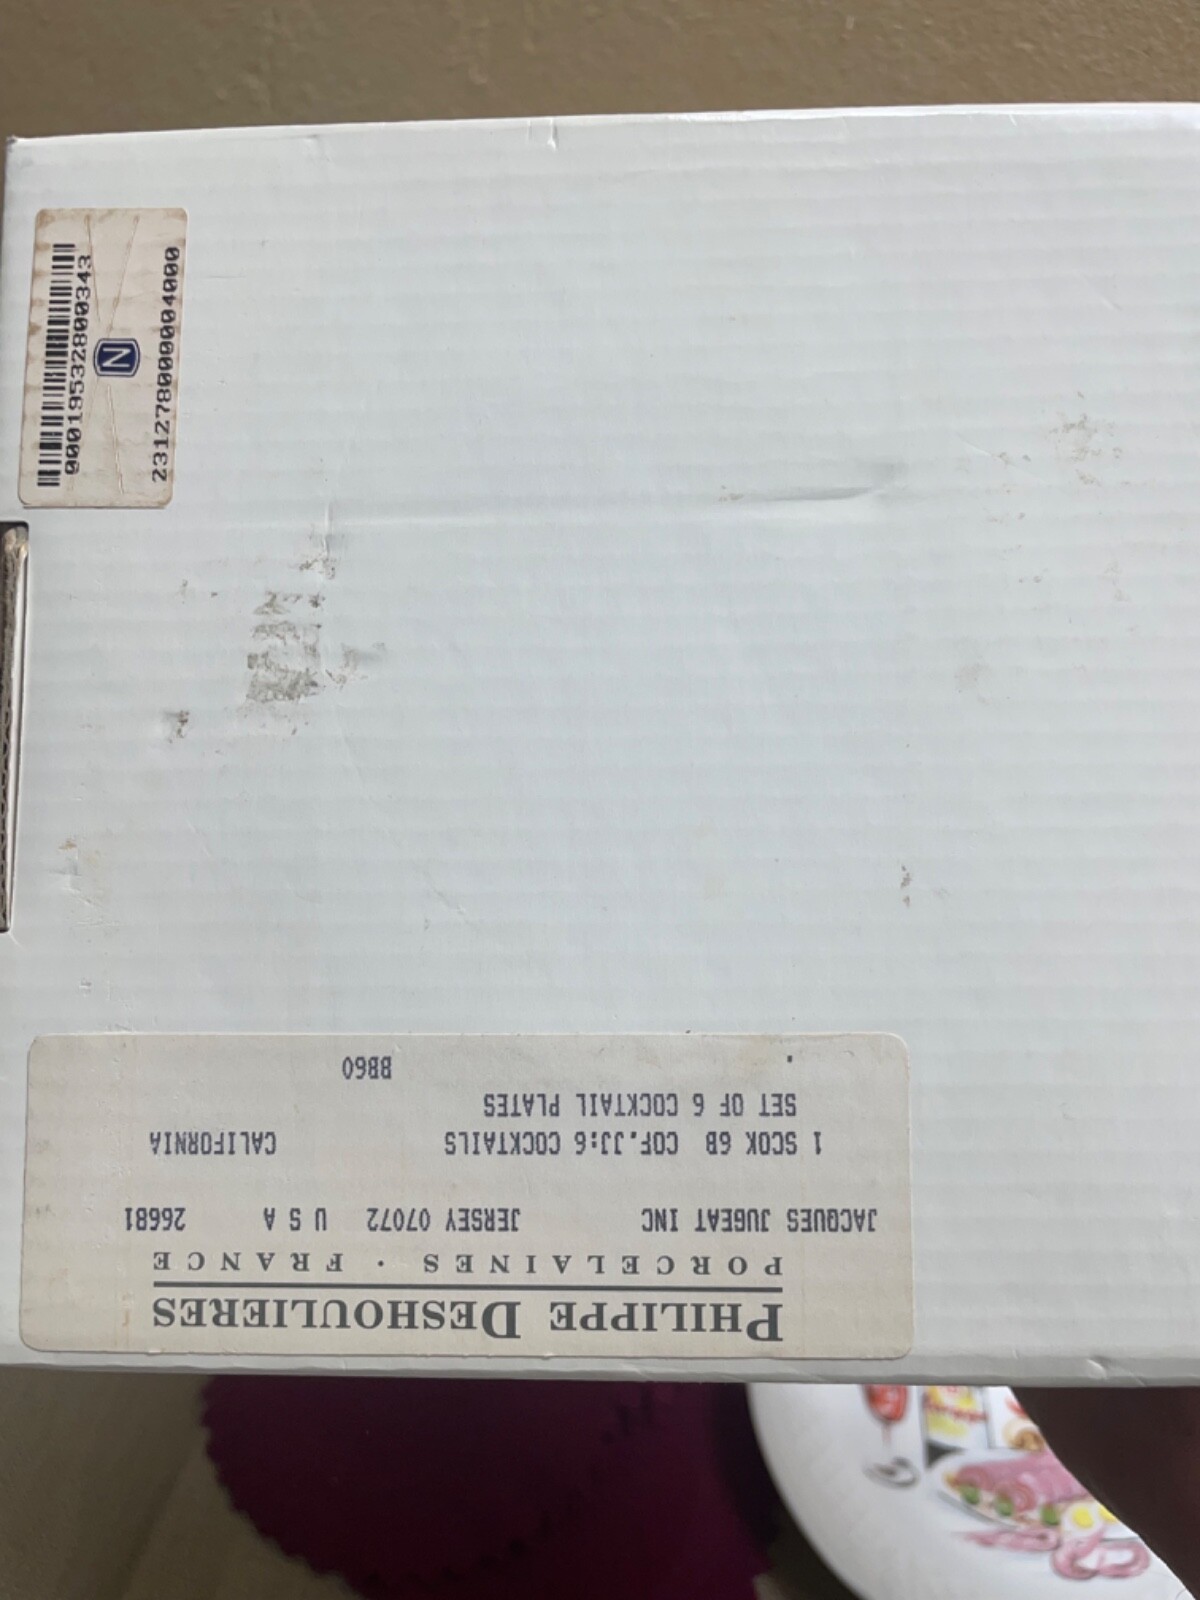 00019532800343
N
2312780000004000
PHILIPPE DESHOULIERES
PORCELAINES · FRANCE
JACQUES JUGEAT INC JERSEY 07072 U S A 26681
1 SCOK 6B COF.JJ:6 COCKTAILS CALIFORNIA
SET OF 6 COCKTAIL PLATES
BB60